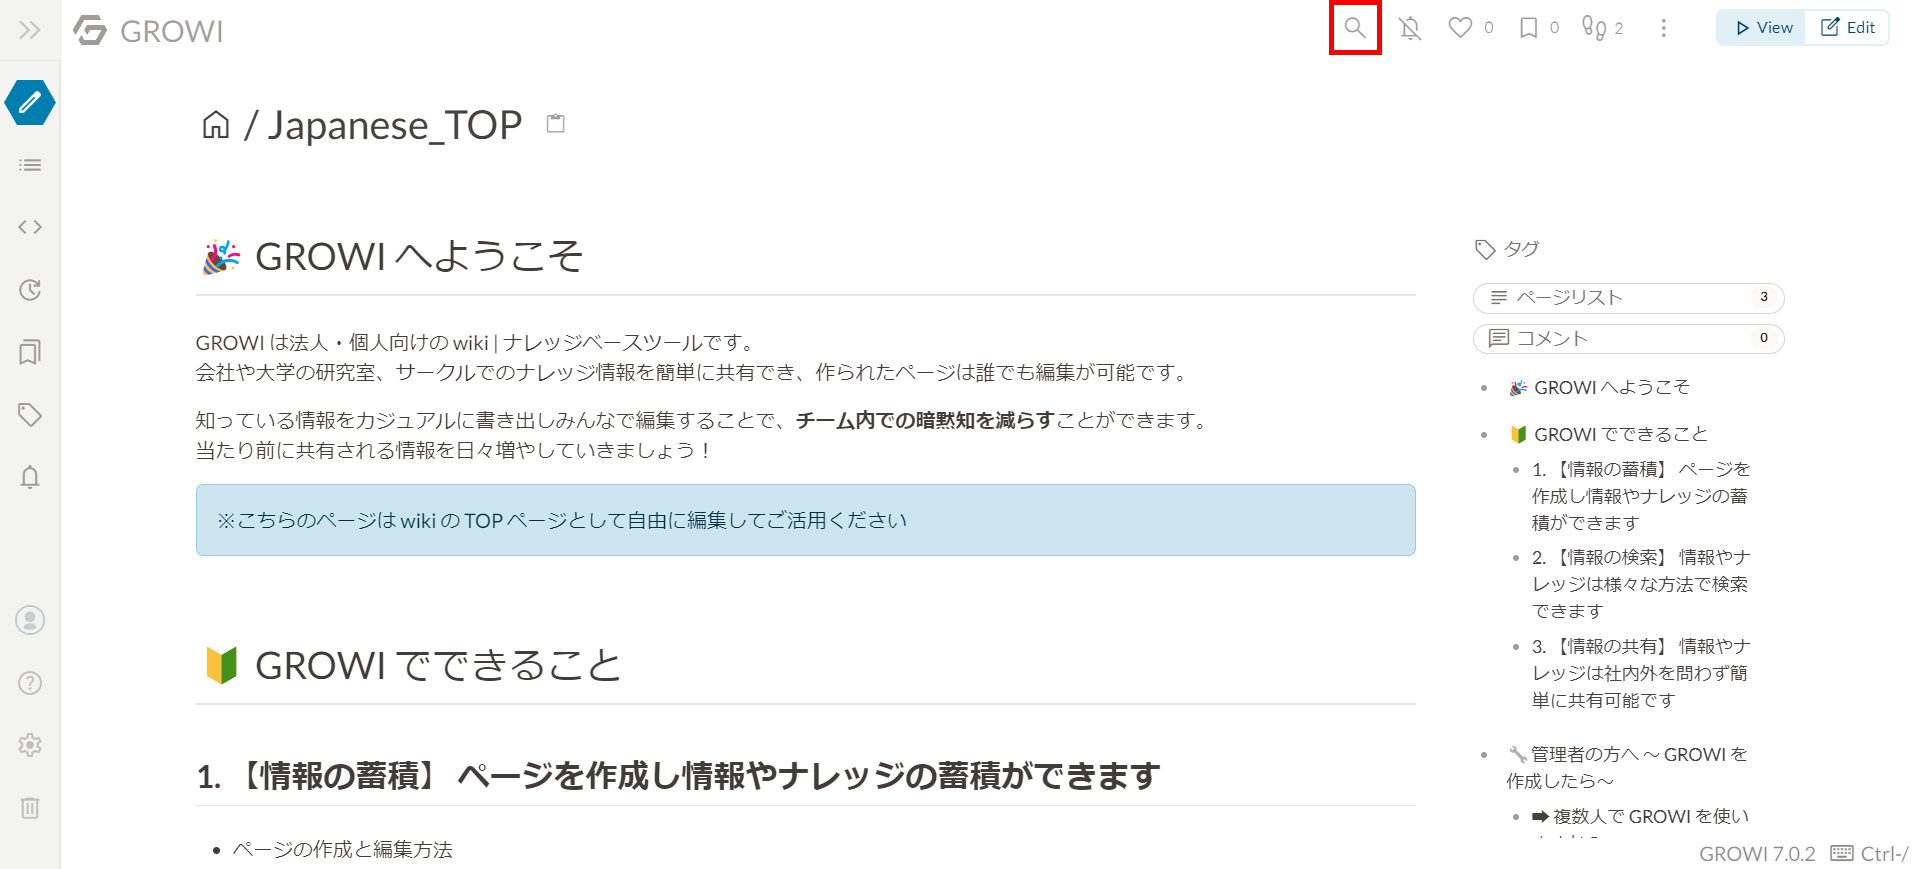 GROWI
0
0
2
View
Edit
/ Japanese_TOP
🎉 GROWI へようこそ
GROWI は法人・個人向けの wiki | ナレッジベースツールです。
会社や大学の研究室、サークルでのナレッジ情報を簡単に共有でき、作られたページは誰でも編集が可能です。
知っている情報をカジュアルに書き出しみんなで編集することで、チーム内での暗黙知を減らすことができます。
当たり前に共有される情報を日々増やしていきましょう！
※こちらのページは wiki の TOP ページとして自由に編集してご活用ください
🔰 GROWI でできること
1. 【情報の蓄積】 ページを作成し情報やナレッジの蓄積ができます
• ページの作成と編集方法
タグ
ページリスト 3
コメント 0
• 🎉 GROWI へようこそ
• 🔰 GROWI でできること
• 1. 【情報の蓄積】 ページを
作成し情報やナレッジの蓄
積ができます
• 2. 【情報の検索】 情報やナ
レッジは様々な方法で検索
できます
• 3. 【情報の共有】 情報やナ
レッジは社内外を問わず簡
単に共有可能です
• 🔧管理者の方へ 〜 GROWI を
作成したら〜
• ➡ 複数人で GROWI を使い
GROWI 7.0.2
Ctrl-/